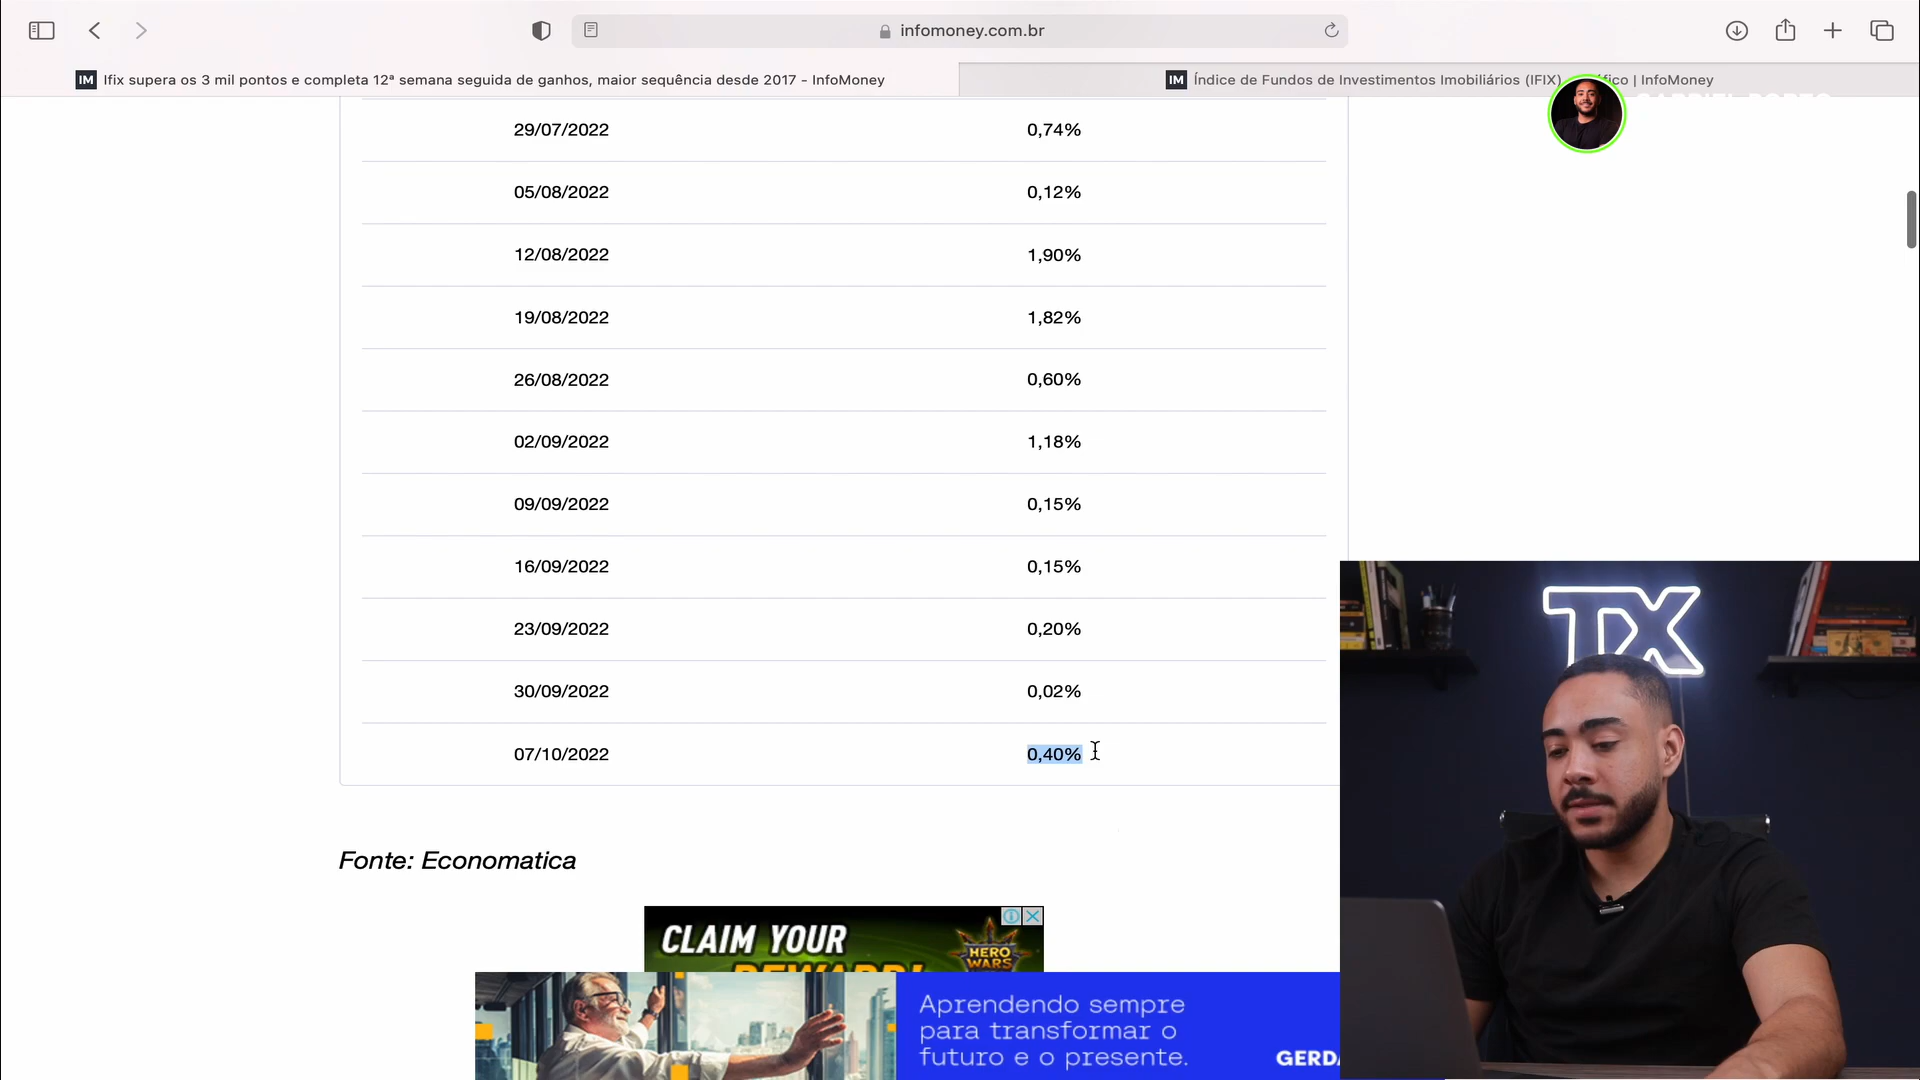 infomoney.com.br
IM Ifix supera os 3 mil pontos e completa 12ª semana seguida de ganhos, maior sequência desde 2017 - InfoMoney
IM Índice de Fundos de Investimentos Imobiliários (IFIX) fico | InfoMoney
29/07/2022 0,74%
05/08/2022 0,12%
12/08/2022 1,90%
19/08/2022 1,82%
26/08/2022 0,60%
02/09/2022 1,18%
09/09/2022 0,15%
16/09/2022 0,15%
23/09/2022 0,20%
30/09/2022 0,02%
07/10/2022 0,40%
TX
Fonte: Economatica
CLAIM YOUR
HERO
WARS
Aprendendo sempre
para transformar o
futuro e o presente.
GERDA